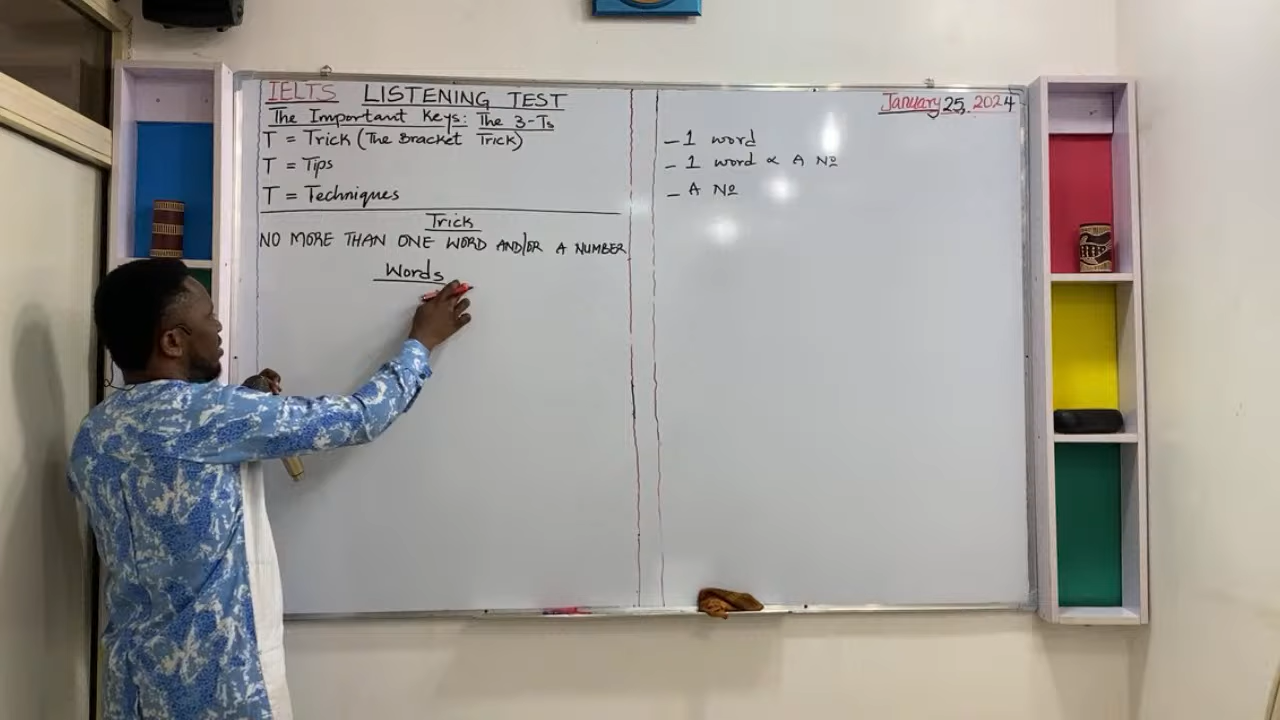 IELTS LISTENING TEST
The Important Keys: The 3-Ts
T = Trick (The Bracket Trick)
T = Tips
T = Techniques
Trick
NO MORE THAN ONE WORD AND/OR A NUMBER
Words
January 25, 2024
- 1 word
- 1 word ∝ A Nº
- A Nº